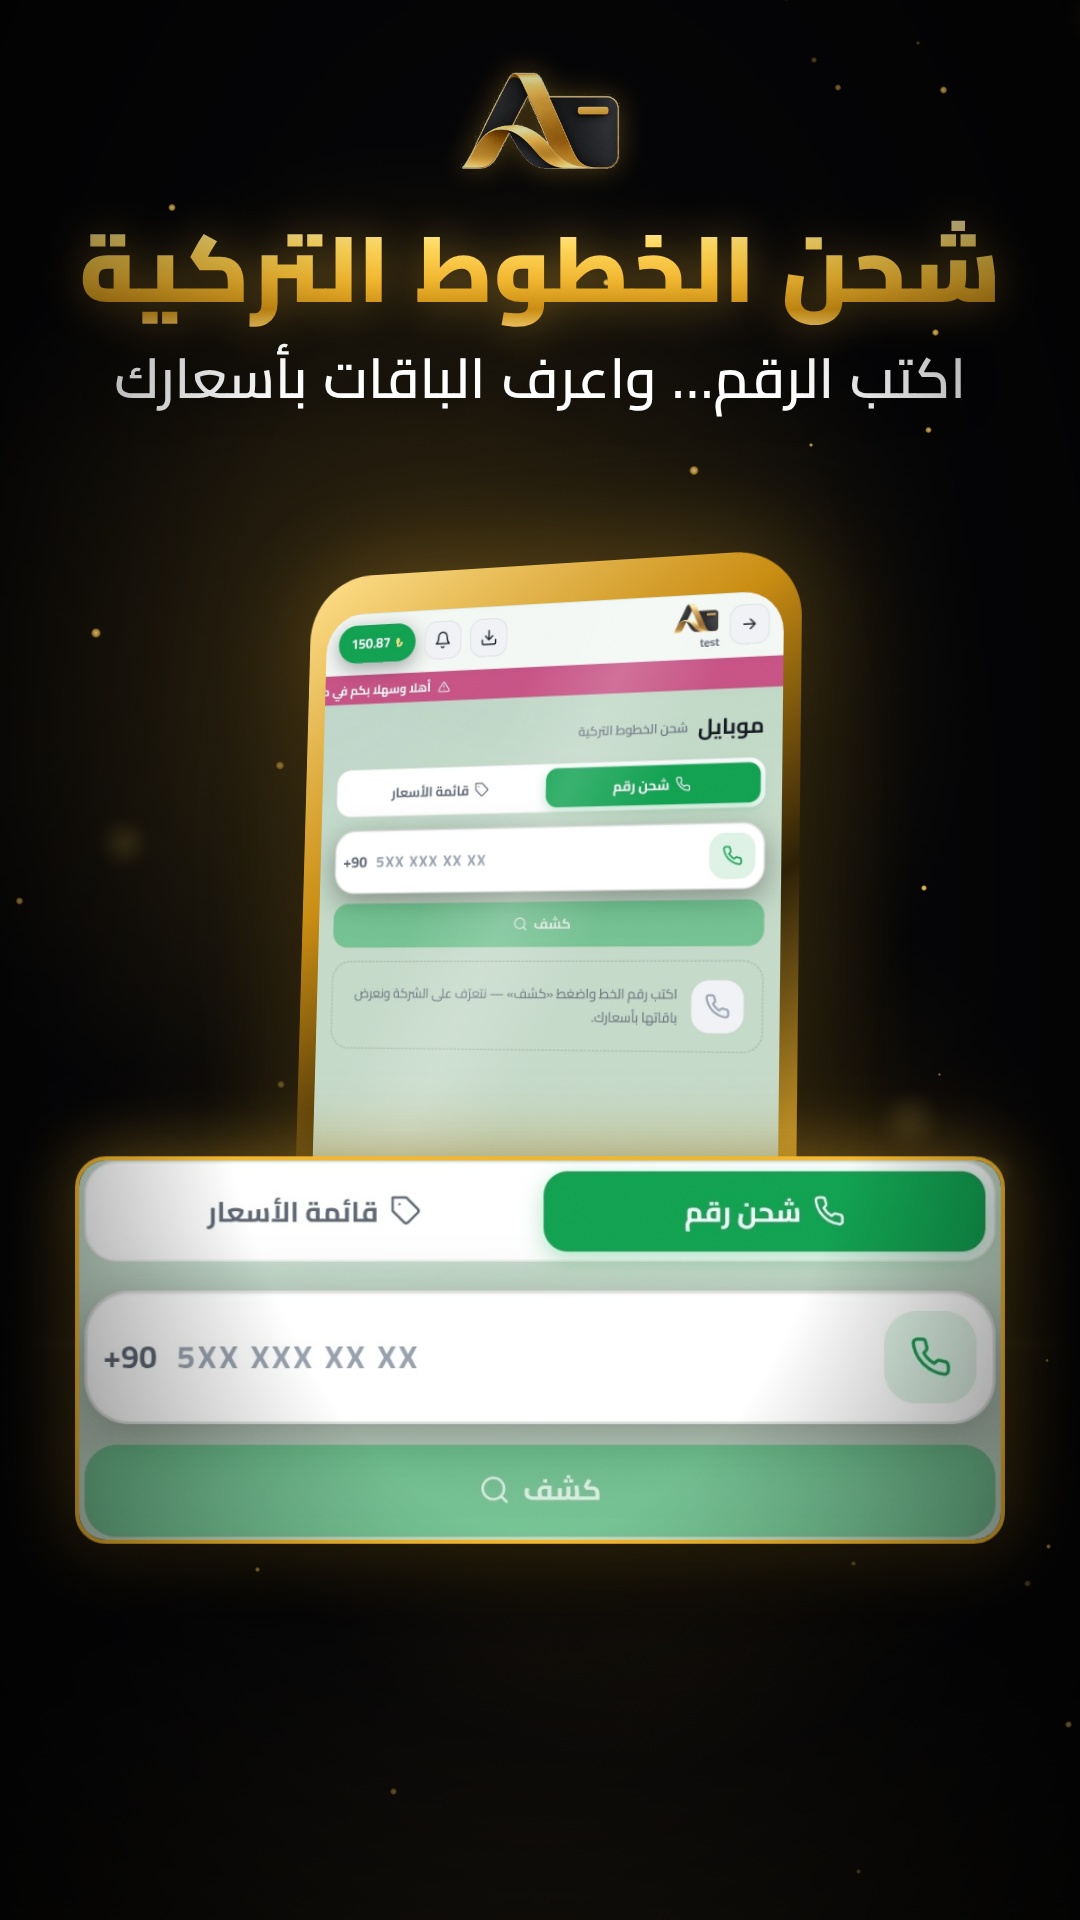 شحن الخطوط التركية
اكتب الرقم... واعرف الباقات بأسعارك
150.87 ₺
test
أهلا وسهلا بكم في
موبايل شحن الخطوط التركية
شحن رقم
قائمة الأسعار
+90 5XX XXX XX XX
كشف
اكتب رقم الخط واضغط «كشف» — نتعرّف على الشركة ونعرض
باقاتها بأسعارك.
شحن رقم
قائمة الأسعار
+90 5XX XXX XX XX
كشف